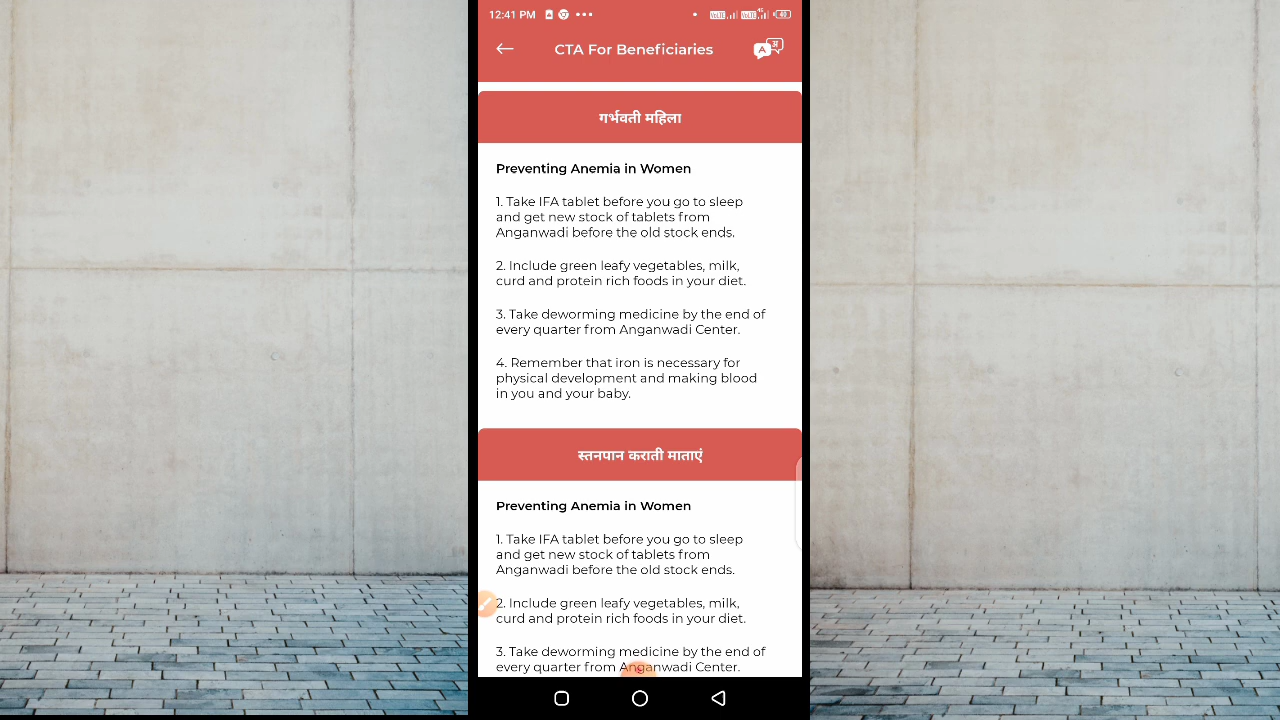 12:41 PM
CTA For Beneficiaries
गर्भवती महिला
Preventing Anemia in Women
1. Take IFA tablet before you go to sleep
and get new stock of tablets from
Anganwadi before the old stock ends.
2. Include green leafy vegetables, milk,
curd and protein rich foods in your diet.
3. Take deworming medicine by the end of
every quarter from Anganwadi Center.
4. Remember that iron is necessary for
physical development and making blood
in you and your baby.
स्तनपान कराती माताएं
Preventing Anemia in Women
1. Take IFA tablet before you go to sleep
and get new stock of tablets from
Anganwadi before the old stock ends.
2. Include green leafy vegetables, milk,
curd and protein rich foods in your diet.
3. Take deworming medicine by the end of
every quarter from Anganwadi Center.